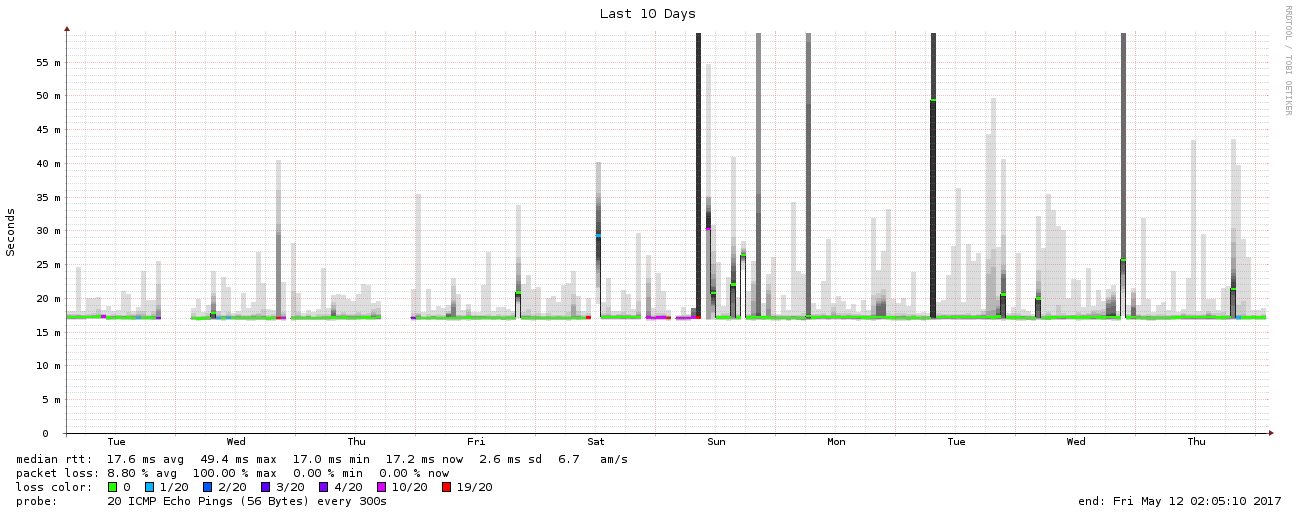 Last 10 Days
RRDTOOL / TOBI OETIKER
Seconds
55 m
50 m
45 m
40 m
35 m
30 m
25 m
20 m
15 m
10 m
5 m
0
Tue Wed Thu Fri Sat Sun Mon Tue Wed Thu
median rtt: 17.6 ms avg 49.4 ms max 17.0 ms min 17.2 ms now 2.6 ms sd 6.7 am/s
packet loss: 8.80 % avg 100.00 % max 0.00 % min 0.00 % now
loss color: 0 1/20 2/20 3/20 4/20 10/20 19/20
probe: 20 ICMP Echo Pings (56 Bytes) every 300s end: Fri May 12 02:05:10 2017